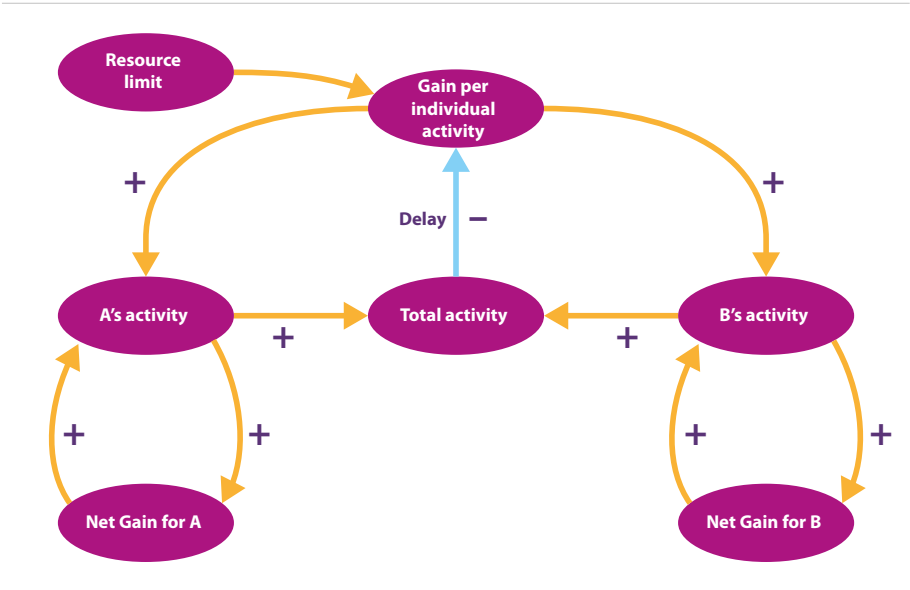 Resource
limit
Gain per
individual
activity
+
+
Delay −
A's activity
Total activity
B's activity
+
+
+
+
+
+
Net Gain for A
Net Gain for B